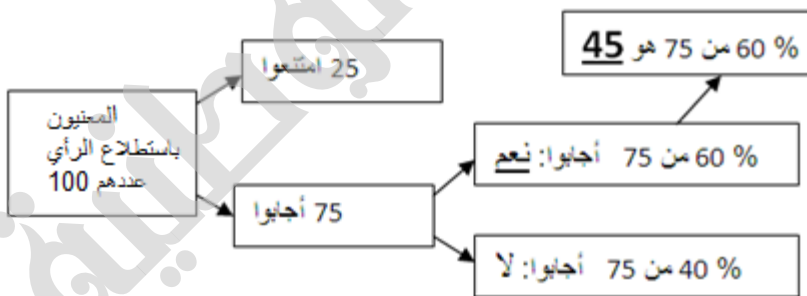 60 % من 75 هو 45
25 امتنعوا
المعنيون
باستطلاع الرأي
عددهم 100
60 % من 75 أجابوا: نعم
75 أجابوا
40 % من 75 أجابوا: لا